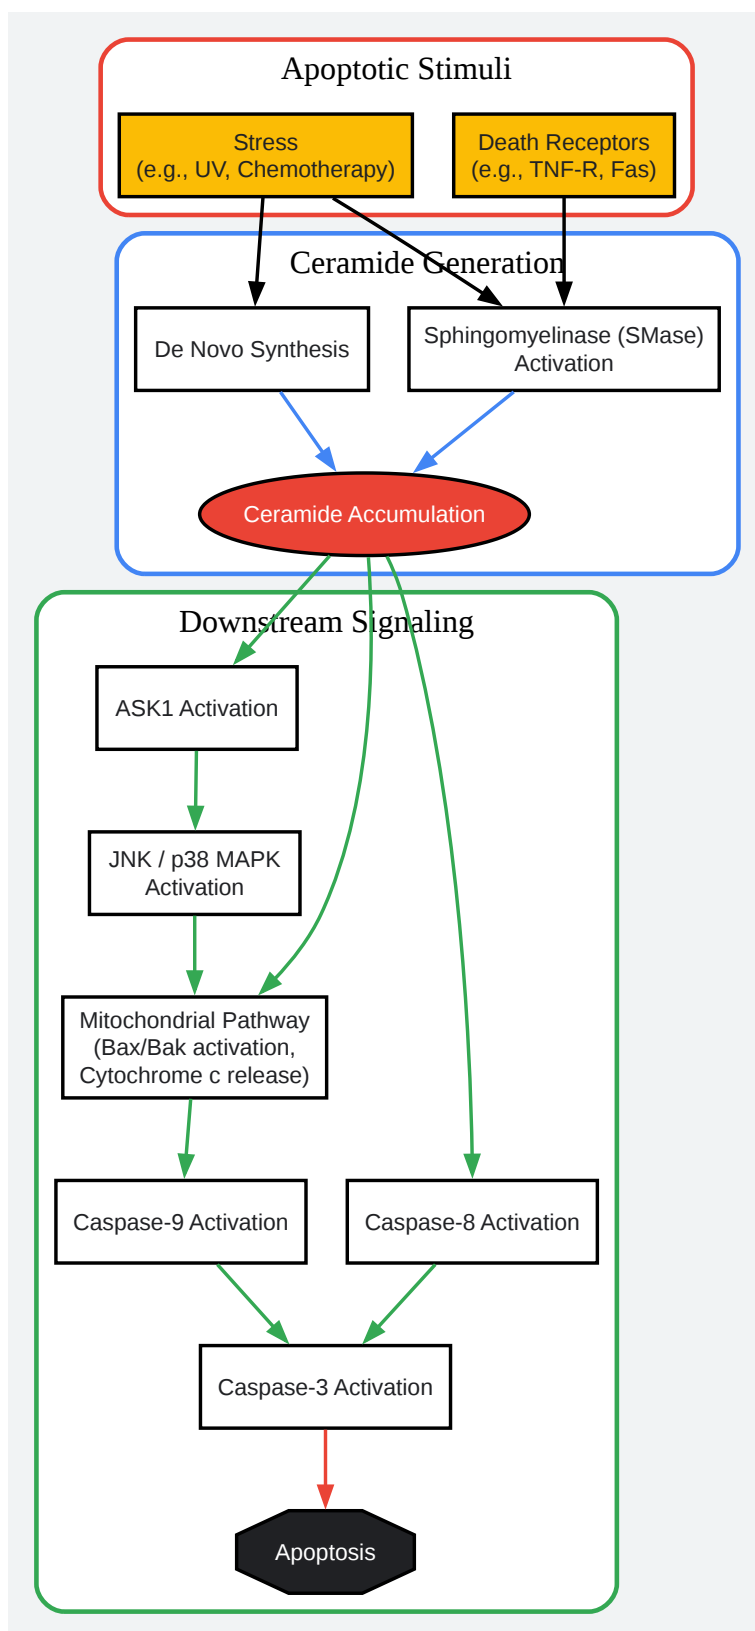 Apoptotic Stimuli
Stress
(e.g., UV, Chemotherapy)
Death Receptors
(e.g., TNF-R, Fas)
Ceramide Generation
De Novo Synthesis
Sphingomyelinase (SMase)
Activation
Ceramide Accumulation
Downstream Signaling
ASK1 Activation
JNK / p38 MAPK
Activation
Mitochondrial Pathway
(Bax/Bak activation,
Cytochrome c release)
Caspase-9 Activation
Caspase-8 Activation
Caspase-3 Activation
Apoptosis